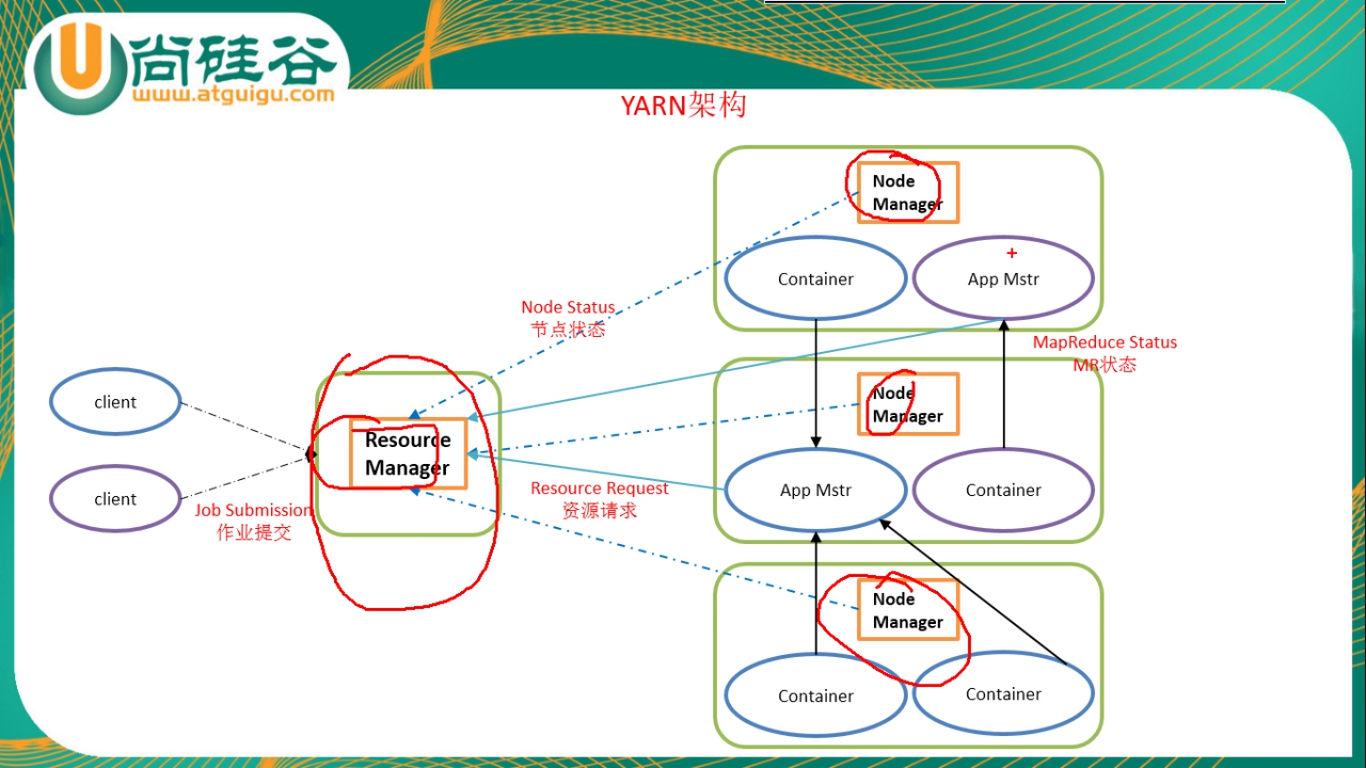 尚硅谷
www.atguigu.com
YARN架构
Node
Manager
Container
+
App Mstr
Node Status
节点状态
MapReduce Status
MR状态
client
Node
Manager
Resource
Manager
client
Job Submission
作业提交
Resource Request
资源请求
App Mstr
Container
Node
Manager
Container
Container